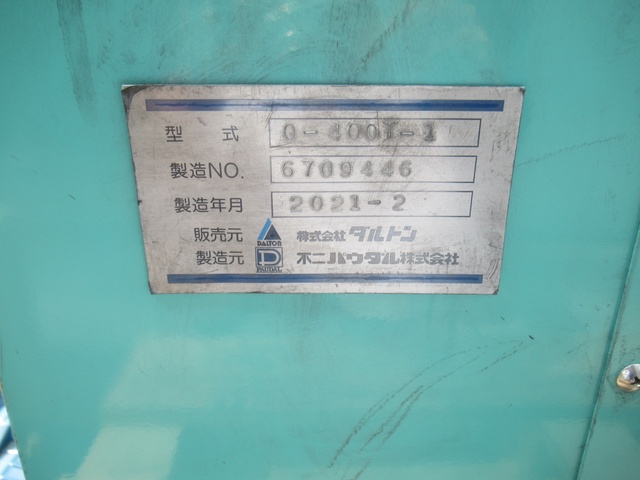 型 式 Q-400T-1
製造NO. 6709446
製造年月 2021-2
販売元 DALTON 株式会社 ダルトン
製造元 PAUDAL 不二パウダル株式会社